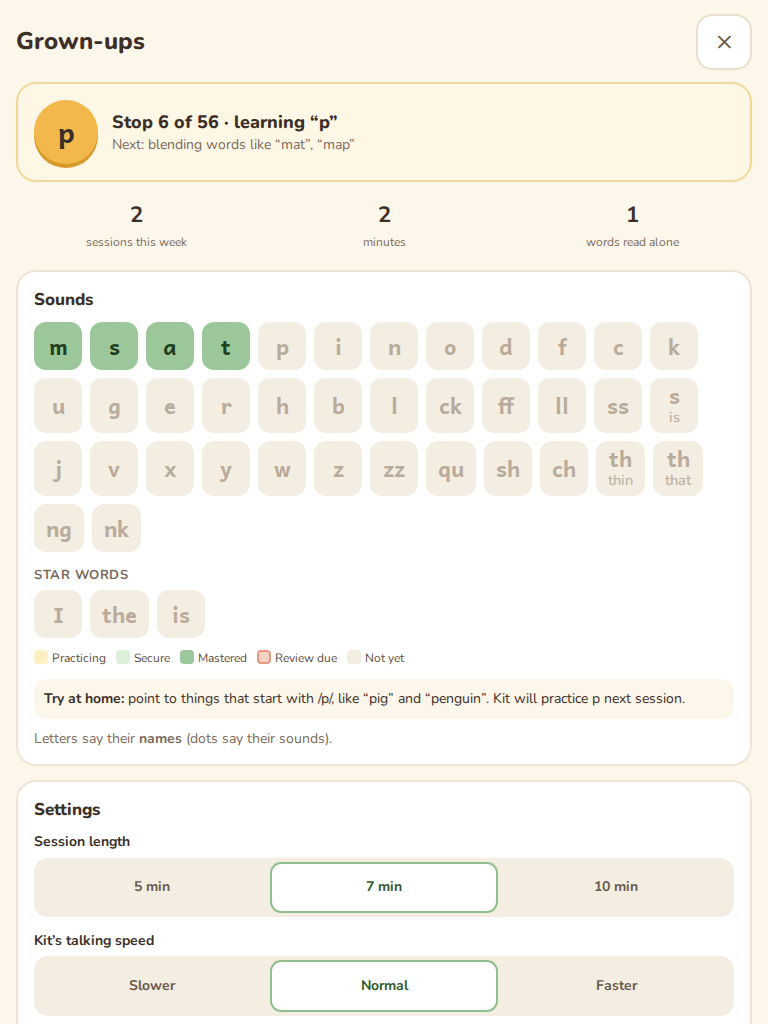 Grown-ups
×
p
Stop 6 of 56 · learning “p”
Next: blending words like “mat”, “map”
2 2 1
sessions this week minutes words read alone
Sounds
m s a t p i n o d f c k
u g e r h b l ck ff ll ss s
is
j v x y w z zz qu sh ch th th
thin that
ng nk
STAR WORDS
I the is
Practicing Secure Mastered Review due Not yet
Try at home: point to things that start with /p/, like “pig” and “penguin”. Kit will practice p next session.
Letters say their names (dots say their sounds).
Settings
Session length
5 min 7 min 10 min
Kit’s talking speed
Slower Normal Faster